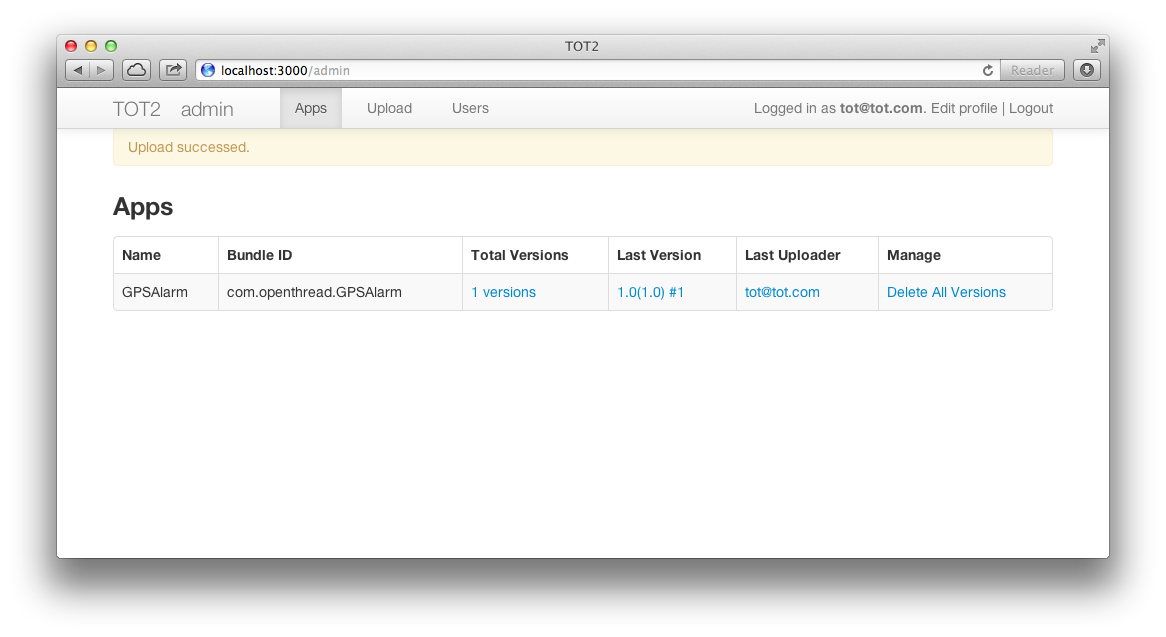 TOT2
localhost:3000/admin
Reader
TOT2 admin Apps Upload Users Logged in as tot@tot.com. Edit profile | Logout
Upload successed.
Apps
Name Bundle ID Total Versions Last Version Last Uploader Manage
GPSAlarm com.openthread.GPSAlarm 1 versions 1.0(1.0) #1 tot@tot.com Delete All Versions